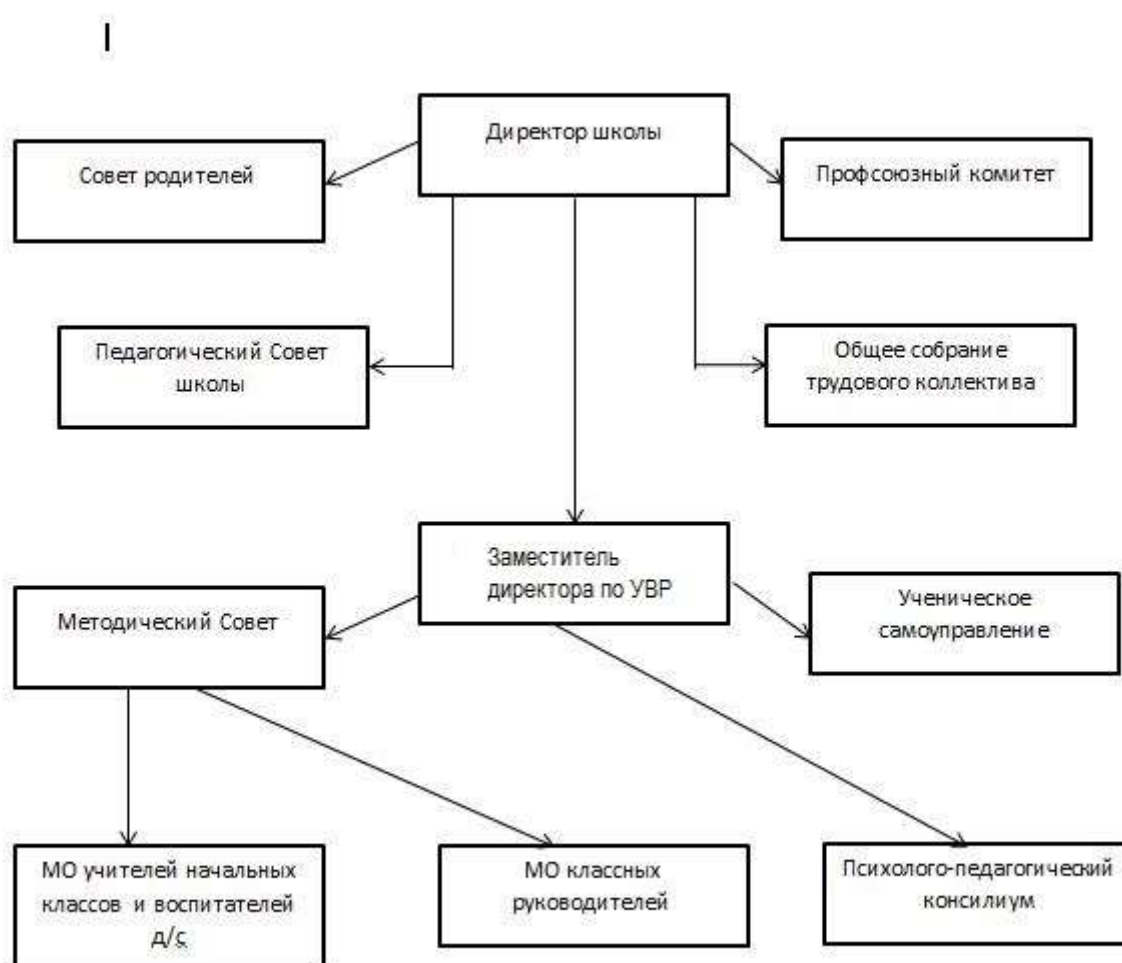 I
Директор школы
Совет родителей
Профсоюзный комитет
Педагогический Совет
школы
Общее собрание
трудового коллектива
Заместитель
директора по УВР
Методический Совет
Ученическое
самоуправление
МО учителей начальных
классов и воспитателей
д/с
МО классных
руководителей
Психолого-педагогический
консилиум